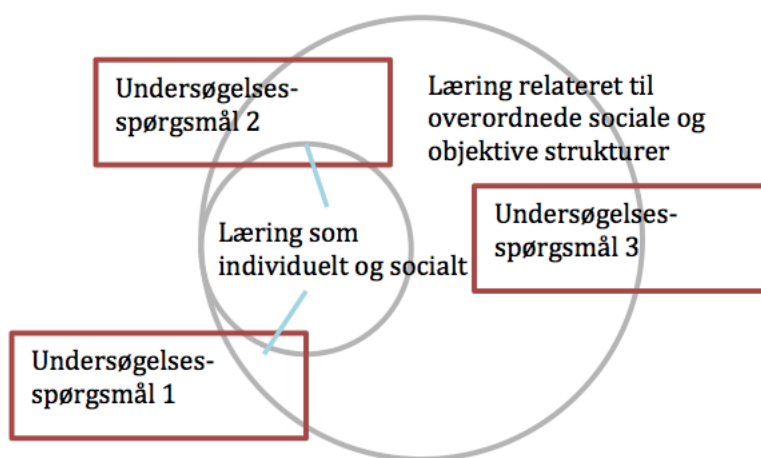 Undersøgelses-
spørgsmål 2
Læring relateret til
overordnede sociale og
objektive strukturer
Undersøgelses-
spørgsmål 3
Læring som
individuelt og socialt
Undersøgelses-
spørgsmål 1